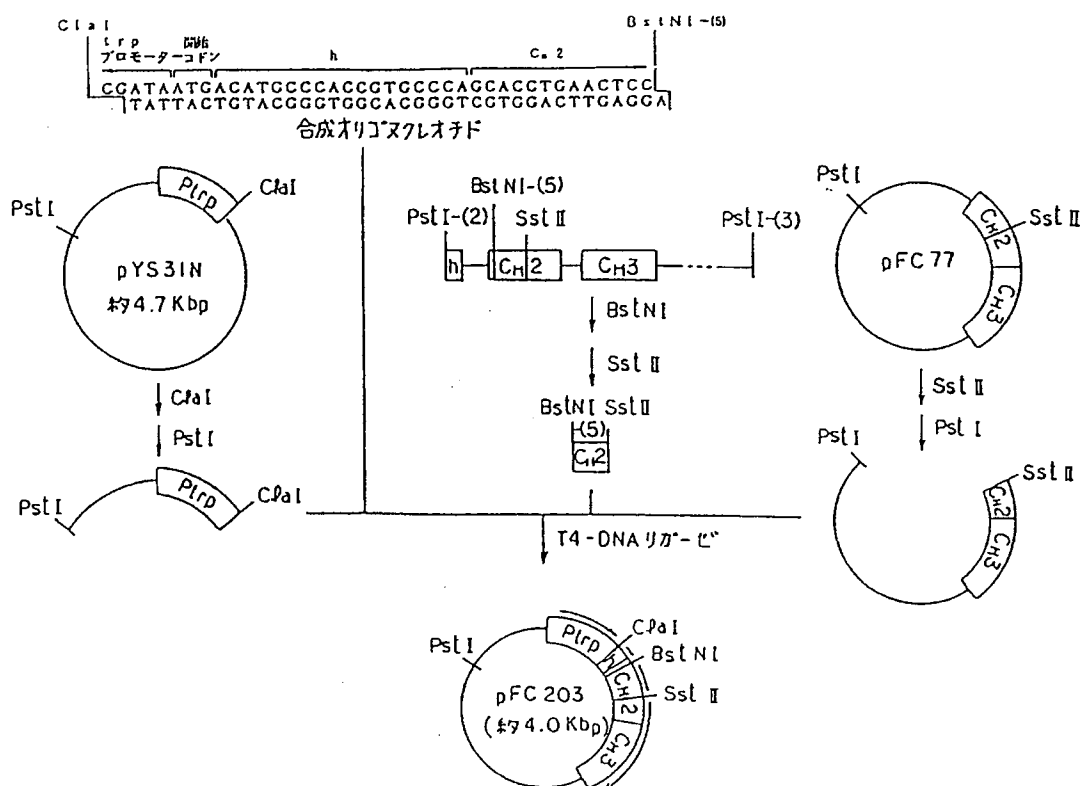 ClaI
BstNI-(5)
trp 開始
プロモーターコドン
h
CH2
CGATAATGACATGCCCACCGTGCCCAGCACCTGAACTCC
TATTACTGTACGGGTGGCACGGGTCGTGGACTTGAGGA
合成オリゴヌクレオチド
PstI
Ptrp
ClaI
pYS31N
約4.7Kbp
ClaI
PstI
PstI
Ptrp
ClaI
BstNI-(5)
PstI-(2)
SstII
PstI-(3)
h
CH2
CH3
BstNI
SstII
BstNI SstII
(5)
CH2
PstI
CH2
SstII
CH3
pFC77
SstII
PstI
PstI
SstII
CH2
CH3
T4-DNAリガーゼ
PstI
Ptrp
ClaI
h
BstNI
CH2
SstII
CH3
pFC203
(約4.0Kbp)